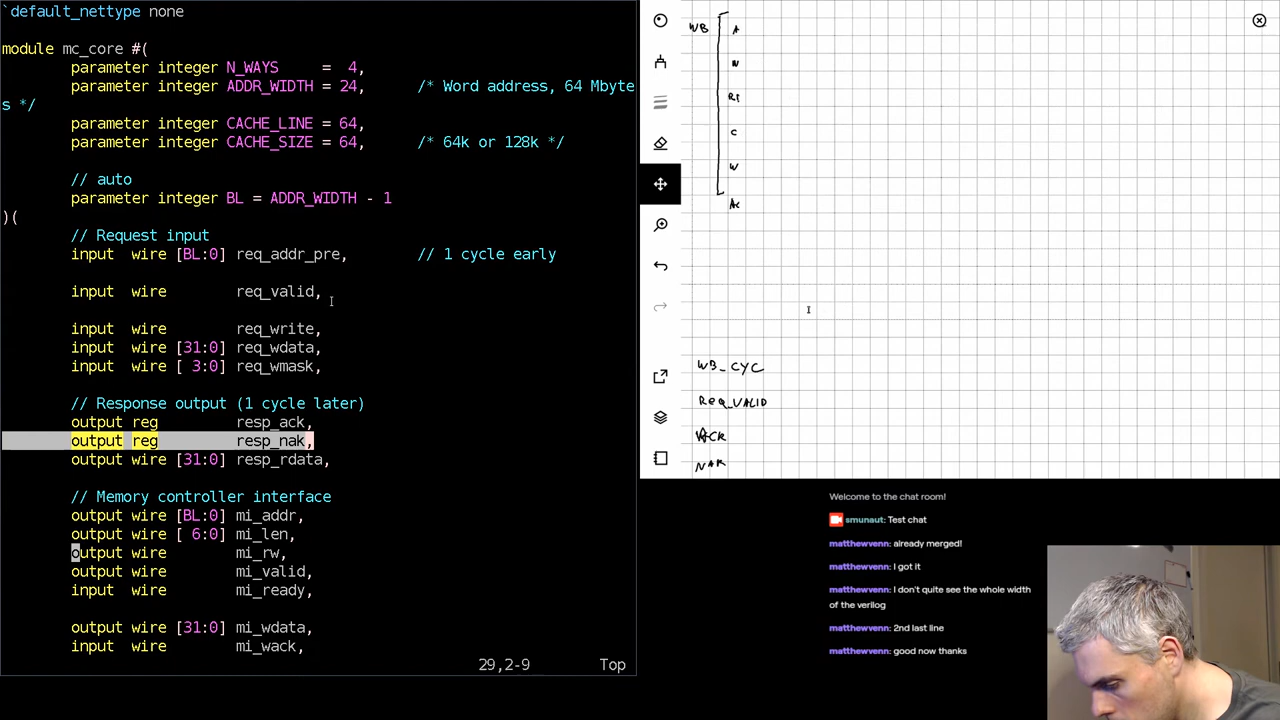 `default_nettype none
module mc_core #(
parameter integer N_WAYS = 4,
parameter integer ADDR_WIDTH = 24, /* Word address, 64 Mbyte
s */
parameter integer CACHE_LINE = 64,
parameter integer CACHE_SIZE = 64, /* 64k or 128k */
// auto
parameter integer BL = ADDR_WIDTH - 1
)(
// Request input
input wire [BL:0] req_addr_pre, // 1 cycle early
input wire req_valid,
input wire req_write,
input wire [31:0] req_wdata,
input wire [ 3:0] req_wmask,
// Response output (1 cycle later)
output reg resp_ack,
output reg resp_nak,
output wire [31:0] resp_rdata,
// Memory controller interface
output wire [BL:0] mi_addr,
output wire [ 6:0] mi_len,
output wire mi_rw,
output wire mi_valid,
input wire mi_ready,
output wire [31:0] mi_wdata,
input wire mi_wack,
29,2-9 Top
WB
A
W
C
W
WB_CYC
Req_VALID
ACK
NAK
Welcome to the chat room!
smunaut: Test chat
matthewvenn: already merged!
matthewvenn: I got it
matthewvenn: I don't quite see the whole width
of the verilog
matthewvenn: 2nd last line
matthewvenn: good now thanks